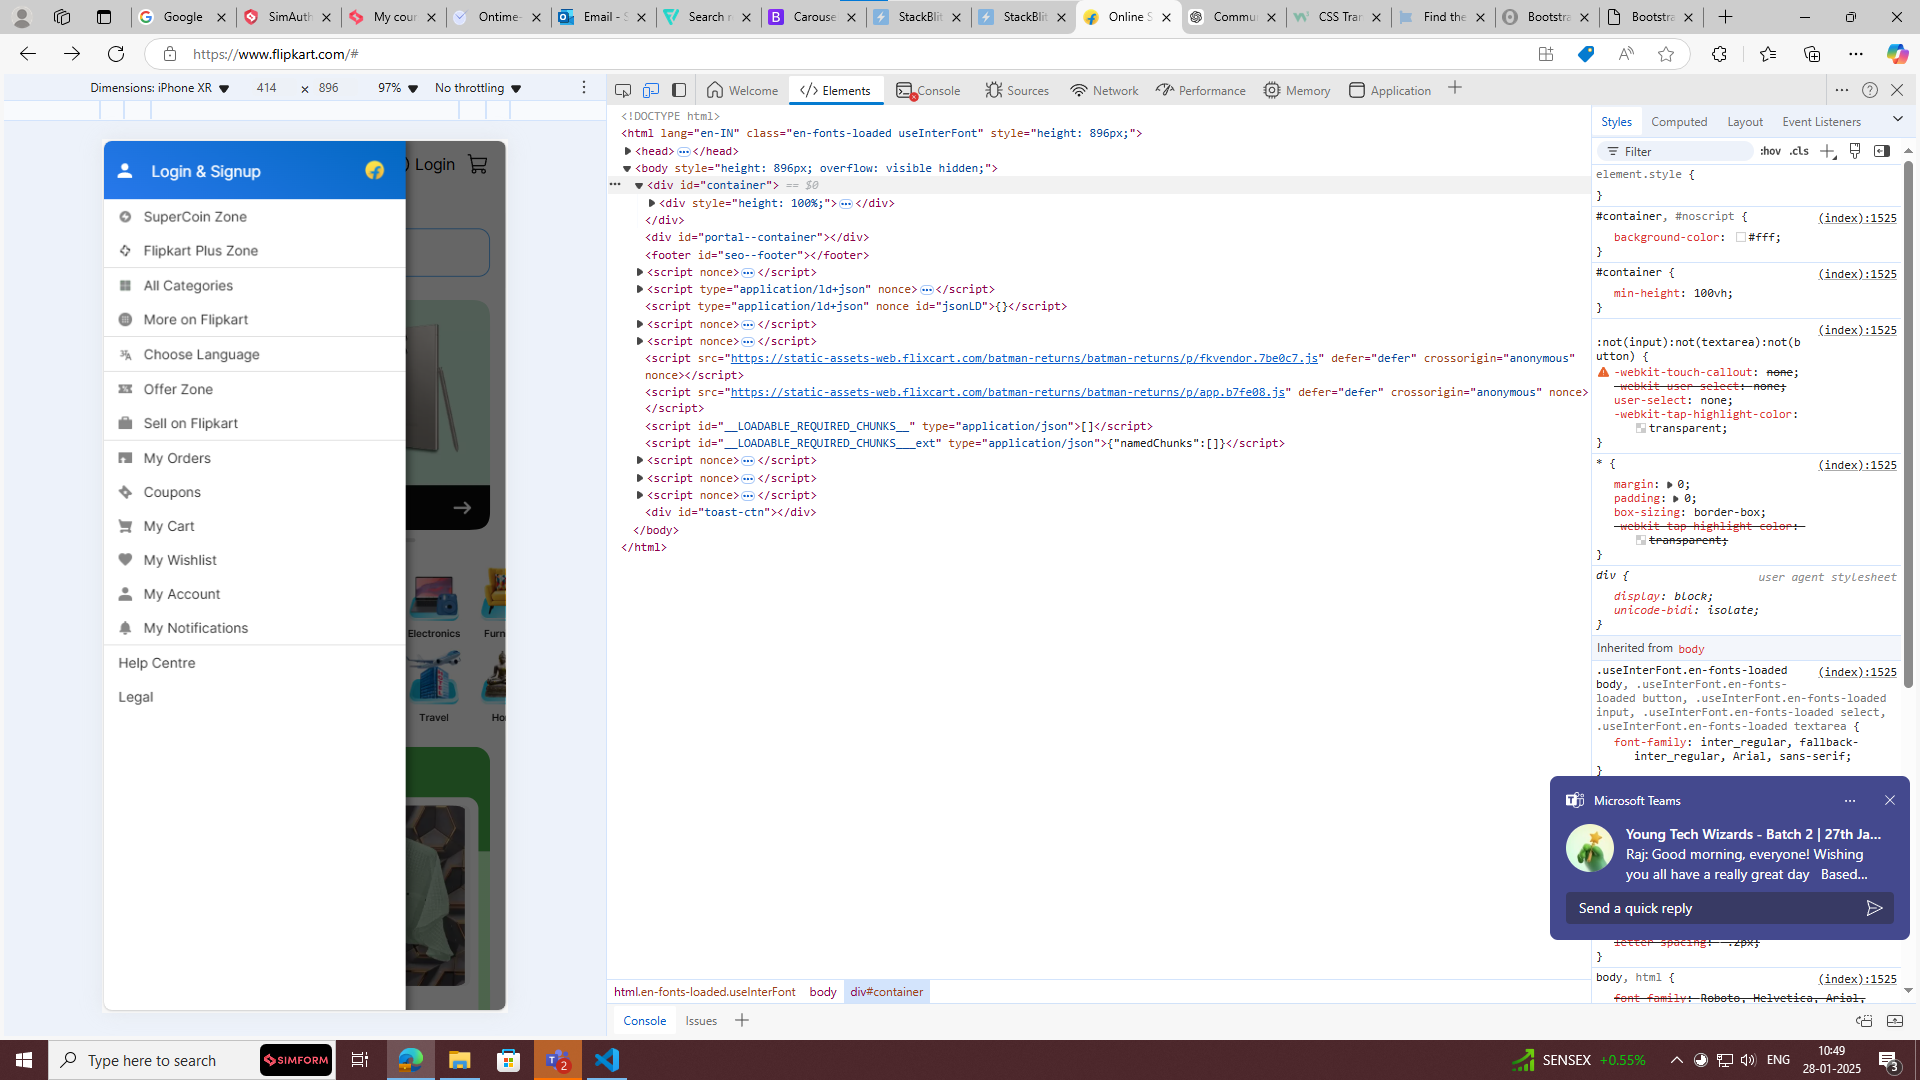 Google
SimAuth
My cour
Ontime-
Email - S
Search re
Carouse
StackBlit
StackBlit
Online S
Commu
CSS Tran
Find the
Bootstra
Bootstra
https://www.flipkart.com/#
Dimensions: iPhone XR 414 × 896 97% No throttling
Login & Signup
Login
SuperCoin Zone
Flipkart Plus Zone
All Categories
More on Flipkart
Choose Language
Offer Zone
Sell on Flipkart
My Orders
Coupons
My Cart
My Wishlist
My Account
My Notifications
Help Centre
Legal
Electronics
Furn
Travel
Hor
Welcome
Elements
Console
Sources
Network
Performance
Memory
Application
<!DOCTYPE html>
<html lang="en-IN" class="en-fonts-loaded useInterFont" style="height: 896px;">
<head>…</head>
<body style="height: 896px; overflow: visible hidden;">
<div id="container"> == $0
<div style="height: 100%;">…</div>
</div>
<div id="portal--container"></div>
<footer id="seo--footer"></footer>
<script nonce>…</script>
<script type="application/ld+json" nonce>…</script>
<script type="application/ld+json" nonce id="jsonLD">{}</script>
<script nonce>…</script>
<script nonce>…</script>
<script src="https://static-assets-web.flixcart.com/batman-returns/batman-returns/p/fkvendor.7be0c7.js" defer="defer" crossorigin="anonymous"
nonce></script>
<script src="https://static-assets-web.flixcart.com/batman-returns/batman-returns/p/app.b7fe08.js" defer="defer" crossorigin="anonymous" nonce>
</script>
<script id="__LOADABLE_REQUIRED_CHUNKS__" type="application/json">[]</script>
<script id="__LOADABLE_REQUIRED_CHUNKS___ext" type="application/json">{"namedChunks":[]}</script>
<script nonce>…</script>
<script nonce>…</script>
<script nonce>…</script>
<div id="toast-ctn"></div>
</body>
</html>
html.en-fonts-loaded.useInterFont body div#container
Console Issues
Styles Computed Layout Event Listeners
Filter :hov .cls
element.style {
}
#container, #noscript { (index):1525
background-color: #fff;
}
#container { (index):1525
min-height: 100vh;
}
(index):1525
:not(input):not(textarea):not(b
utton) {
-webkit-touch-callout: none;
-webkit-user-select: none;
user-select: none;
-webkit-tap-highlight-color:
transparent;
}
* { (index):1525
margin: 0;
padding: 0;
box-sizing: border-box;
-webkit-tap-highlight-color:
transparent;
}
div { user agent stylesheet
display: block;
unicode-bidi: isolate;
}
Inherited from body
.useInterFont.en-fonts-loaded (index):1525
body, .useInterFont.en-fonts-
loaded button, .useInterFont.en-fonts-loaded
input, .useInterFont.en-fonts-loaded select,
.useInterFont.en-fonts-loaded textarea {
font-family: inter_regular, fallback-
inter_regular, Arial, sans-serif;
}
Microsoft Teams
Young Tech Wizards - Batch 2 | 27th Ja...
Raj: Good morning, everyone! Wishing
you all have a really great day Based...
Send a quick reply
letter-spacing: -.2px;
}
body, html { (index):1525
font-family: Roboto, Helvetica, Arial,
Type here to search
SIMFORM
2
SENSEX +0.55%
ENG
10:49
28-01-2025
3